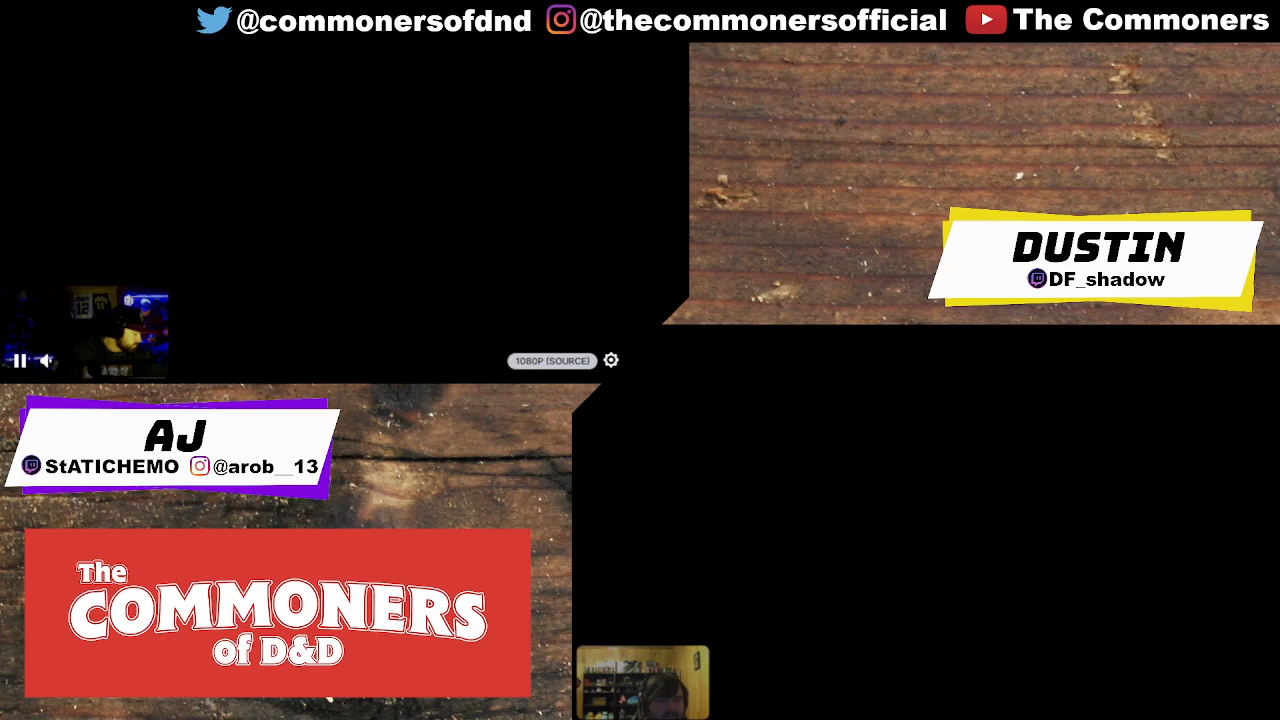 @commonersofdnd @thecommonersofficial The Commoners
DUSTIN
DF_shadow
1080P (SOURCE)
AJ
StATICHEMO @arob__13
The
COMMONERS
of D&D